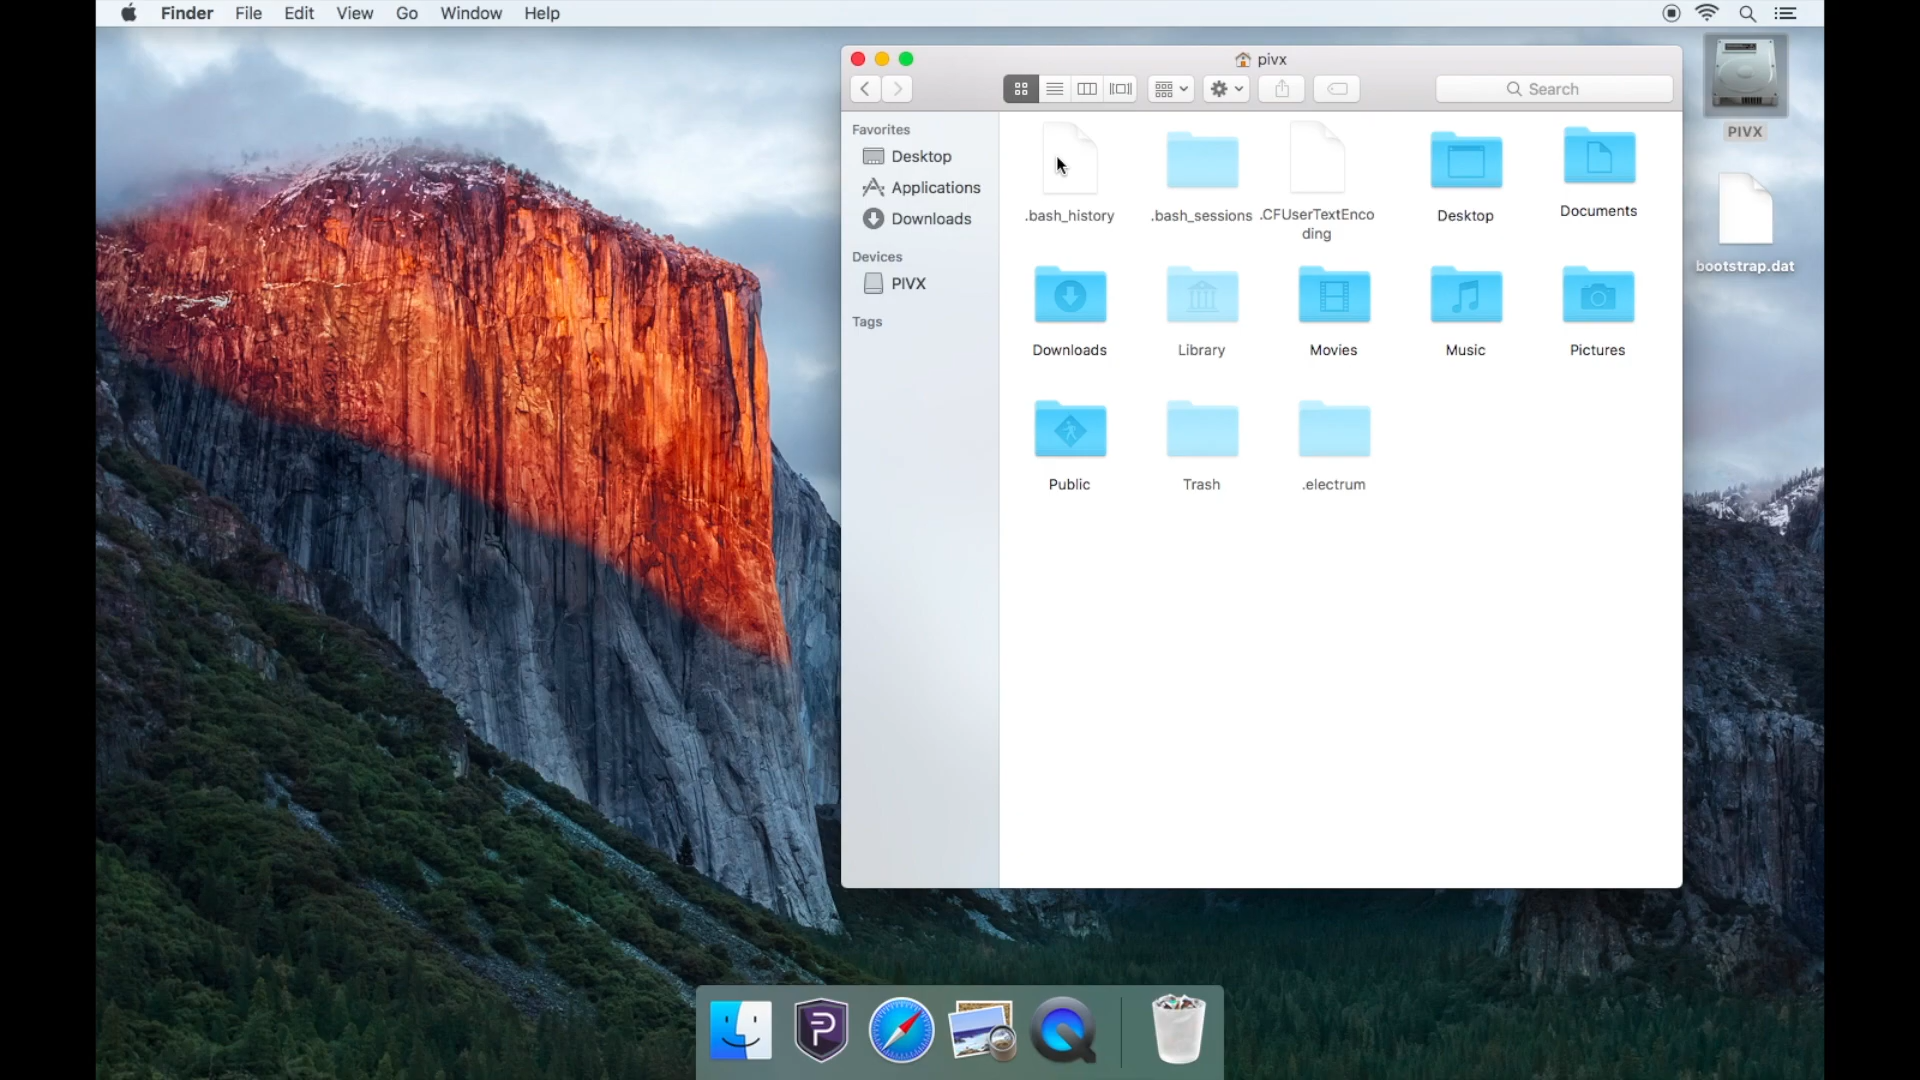 Finder File Edit View Go Window Help
pivx
Search
Favorites
Desktop
Applications
Downloads
Devices
PIVX
Tags
.bash_history
.bash_sessions
.CFUserTextEnco
ding
Desktop
Documents
Downloads
Library
Movies
Music
Pictures
Public
Trash
.electrum
PIVX
bootstrap.dat